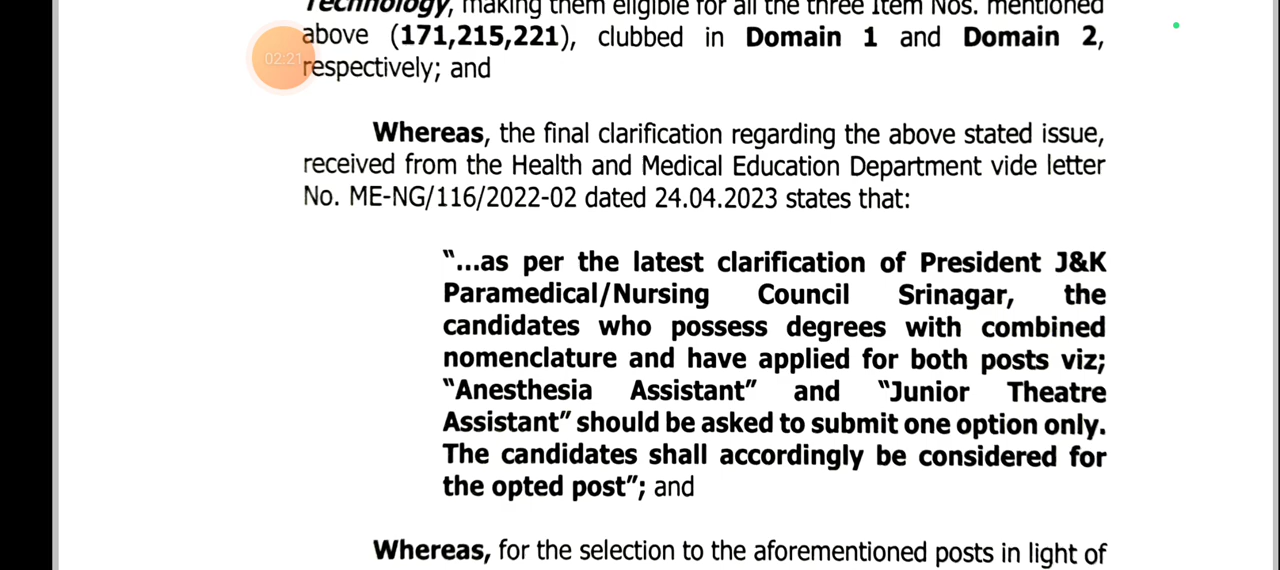 Technology, making them eligible for all the three Item Nos. mentioned
above (171,215,221), clubbed in Domain 1 and Domain 2,
02:21
respectively; and
Whereas, the final clarification regarding the above stated issue,
received from the Health and Medical Education Department vide letter
No. ME-NG/116/2022-02 dated 24.04.2023 states that:
"...as per the latest clarification of President J&K
Paramedical/Nursing Council Srinagar, the
candidates who possess degrees with combined
nomenclature and have applied for both posts viz;
"Anesthesia Assistant" and "Junior Theatre
Assistant" should be asked to submit one option only.
The candidates shall accordingly be considered for
the opted post"; and
Whereas, for the selection to the aforementioned posts in light of